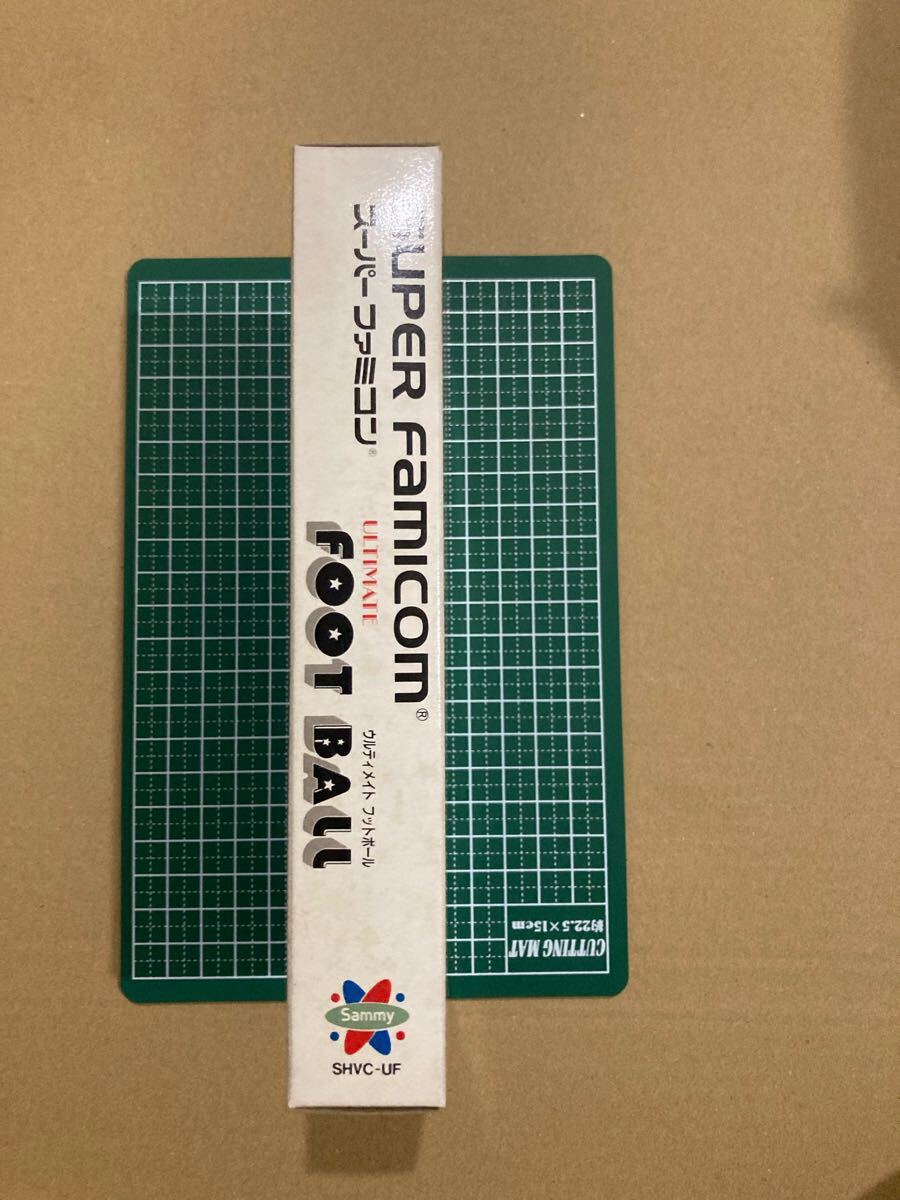 SUPER FAMICOM®
スーパーファミコン®
ULTIMATE
FOOT BALL
ウルティメイト フットボール
Sammy
SHVC-UF
CUTTING MAT
約22.5×15cm